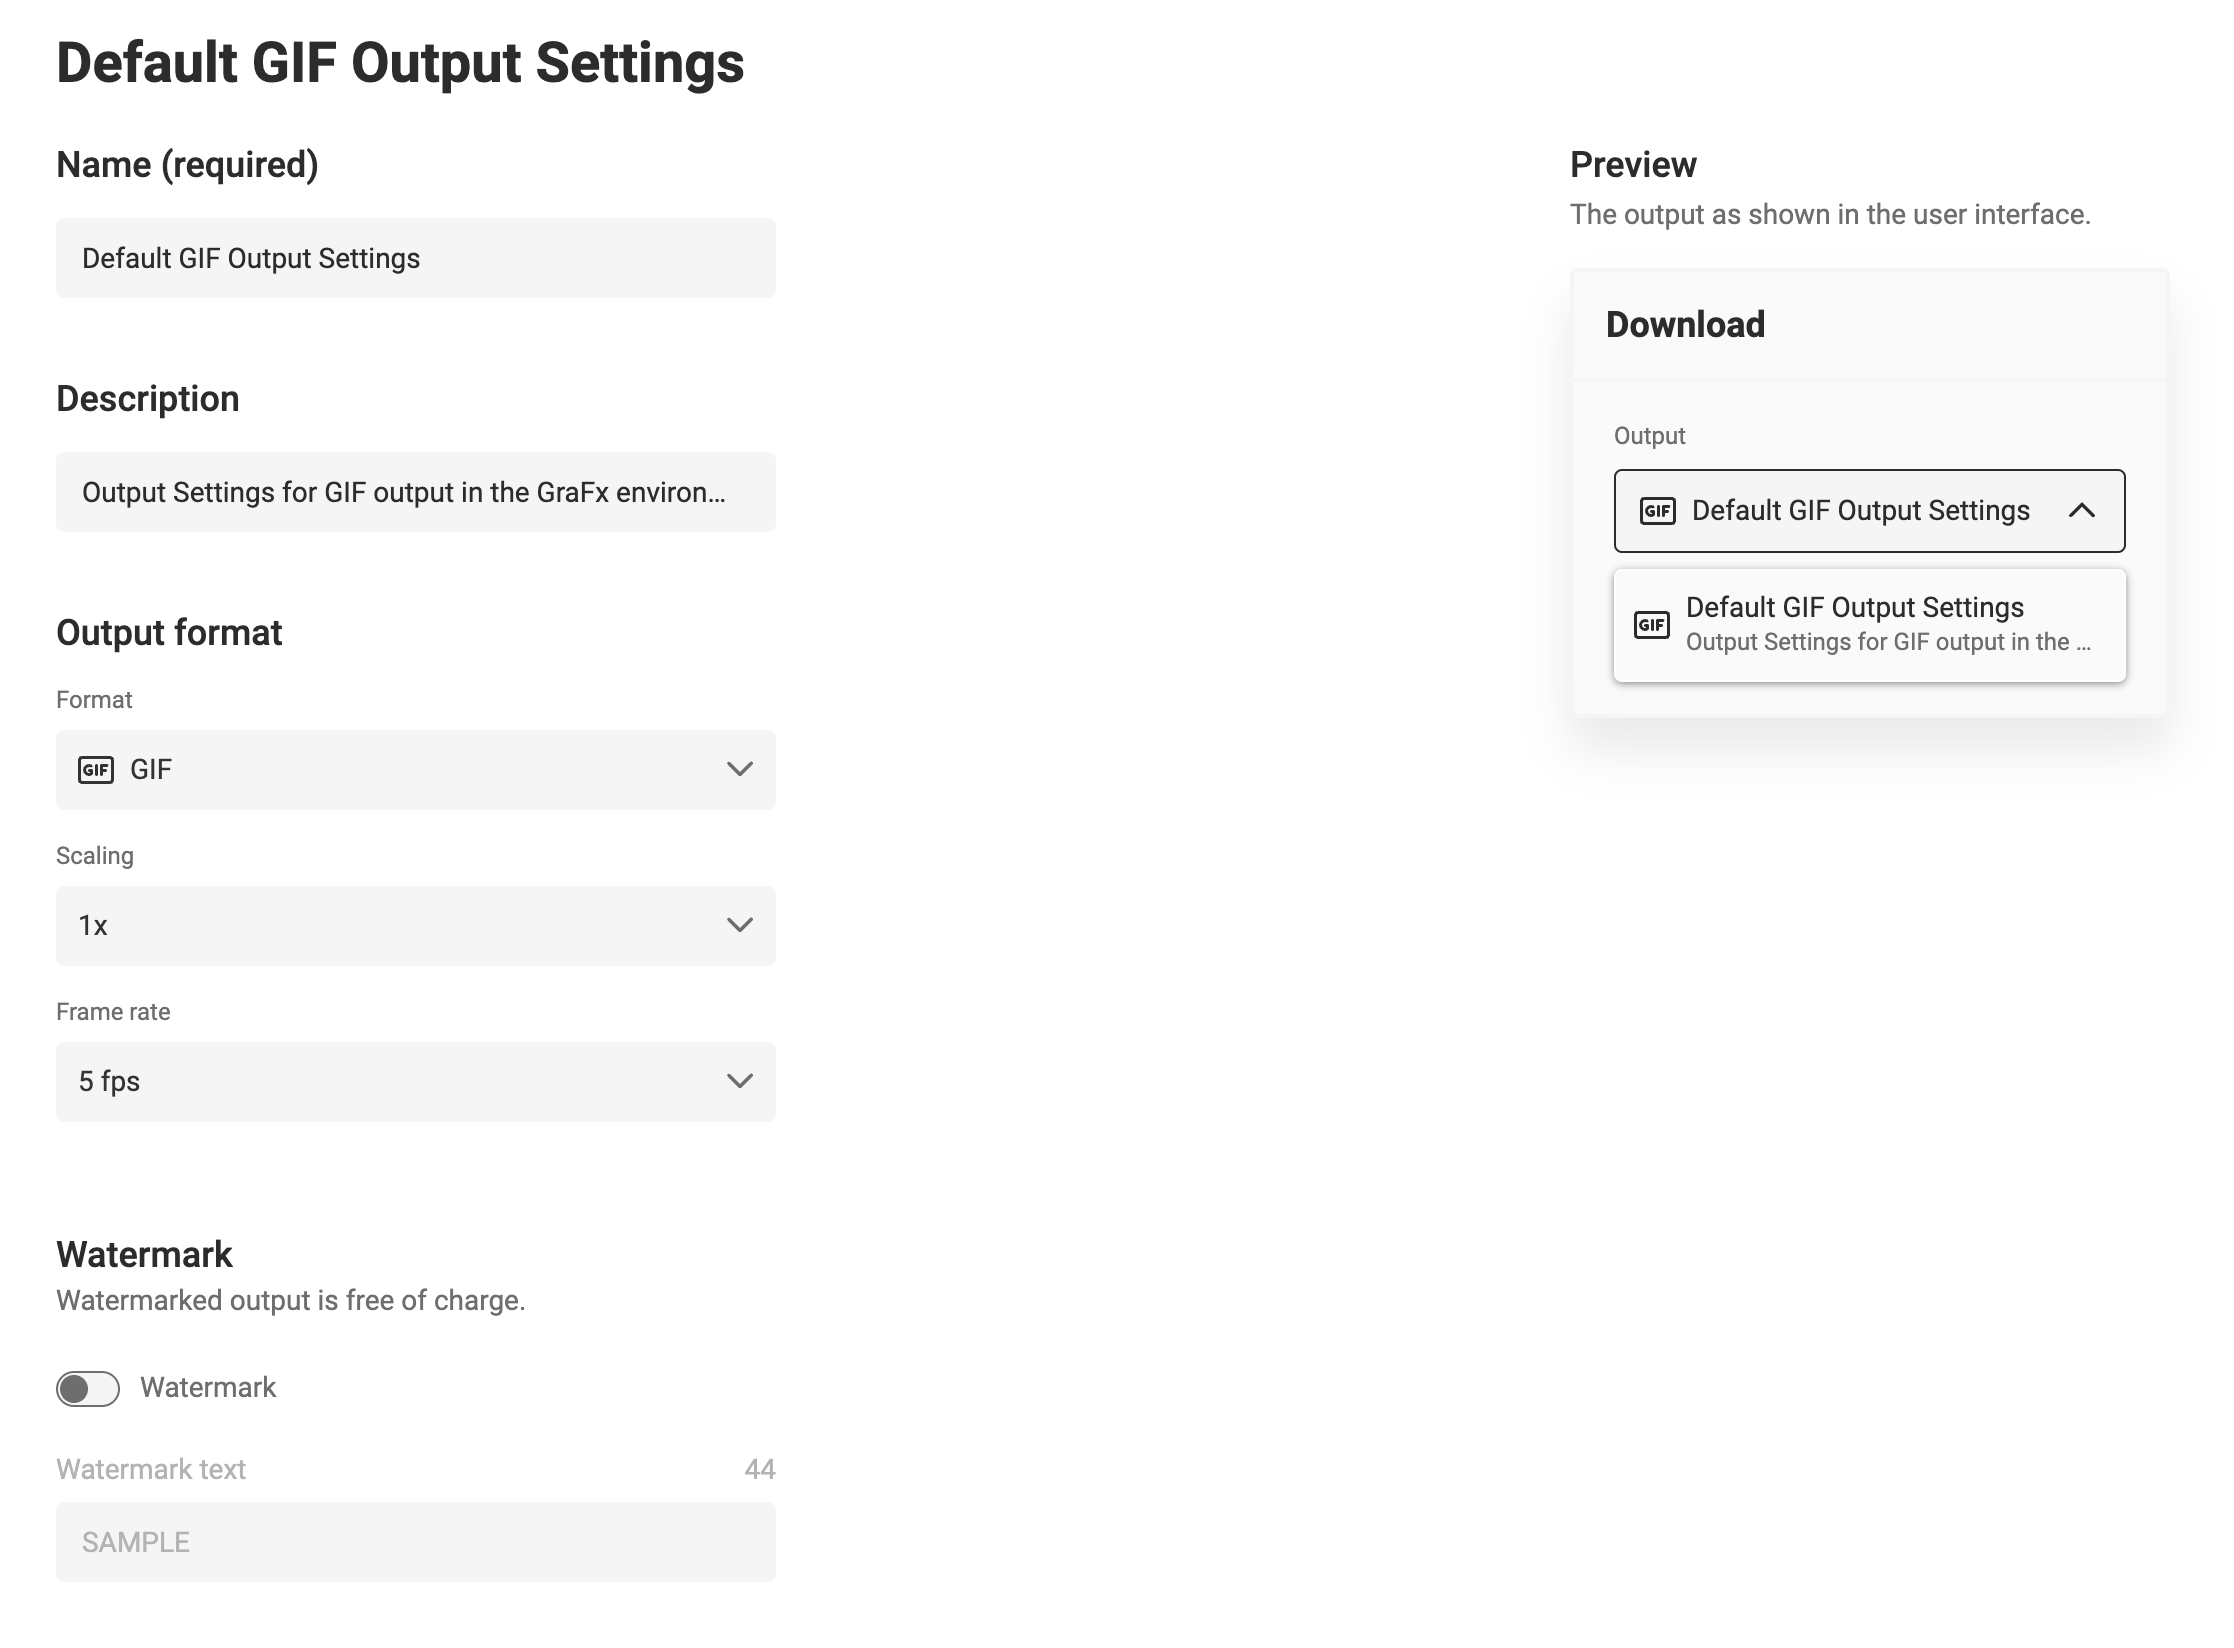 Default GIF Output Settings
Name (required)
Default GIF Output Settings
Description
Output Settings for GIF output in the GraFx environ...
Output format
Format
GIF GIF
Scaling
1x
Frame rate
5 fps
Watermark
Watermarked output is free of charge.
Watermark
Watermark text 44
SAMPLE
Preview
The output as shown in the user interface.
Download
Output
GIF Default GIF Output Settings
GIF Default GIF Output Settings
Output Settings for GIF output in the ...